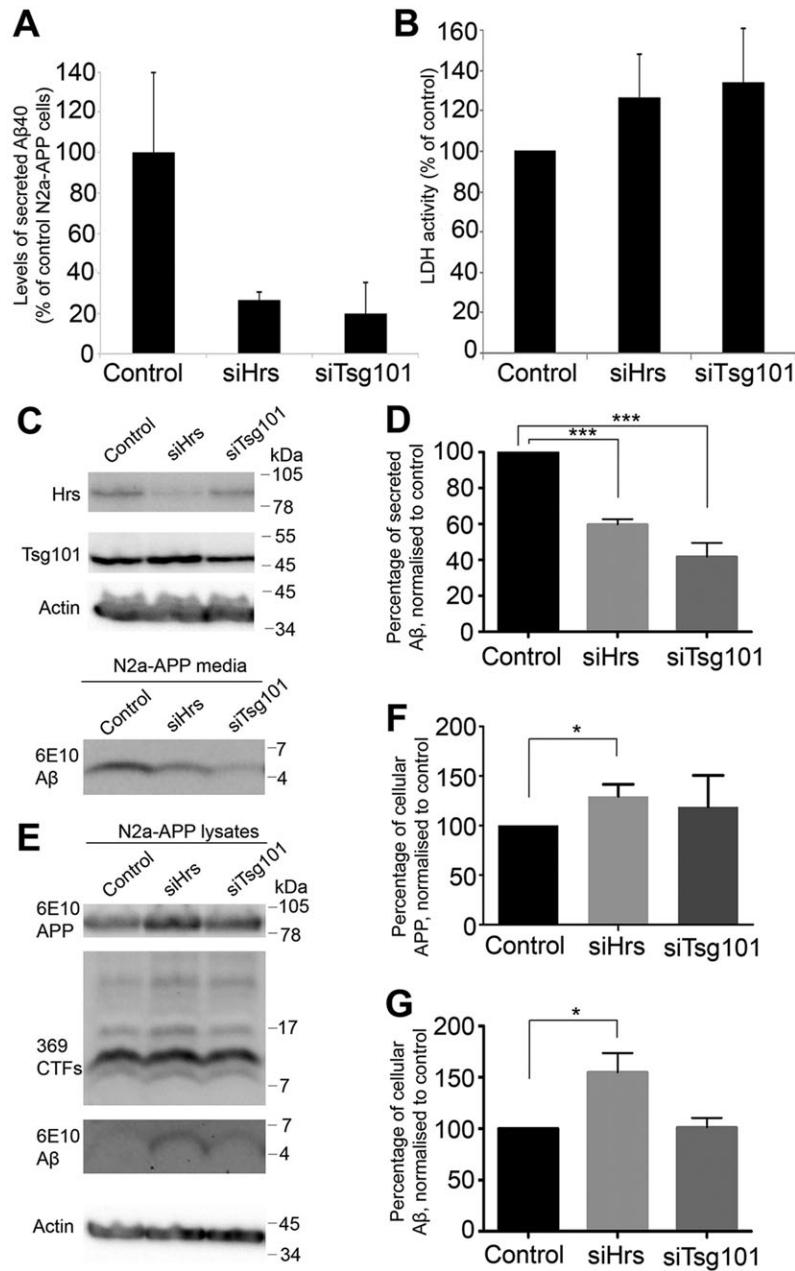 A
Levels of secreted Aβ40
(% of control N2a-APP cells)
140
120
100
80
60
40
20
0
Control siHrs siTsg101
B
LDH activity (% of control)
160
140
120
100
80
60
40
20
0
Control siHrs siTsg101
C
Control siHrs siTsg101
kDa
Hrs
105
78
Tsg101
55
45
Actin
45
34
N2a-APP media
Control siHrs siTsg101
6E10
Aβ
7
4
D
Percentage of secreted
Aβ, normalised to control
100
80
60
40
20
0
***
***
Control siHrs siTsg101
E
N2a-APP lysates
Control siHrs siTsg101
kDa
6E10
APP
105
78
369
CTFs
17
7
6E10
Aβ
7
4
Actin
45
34
F
Percentage of cellular
APP, normalised to control
200
150
100
50
0
*
Control siHrs siTsg101
G
Percentage of cellular
Aβ, normalised to control
200
150
100
50
0
*
Control siHrs siTsg101